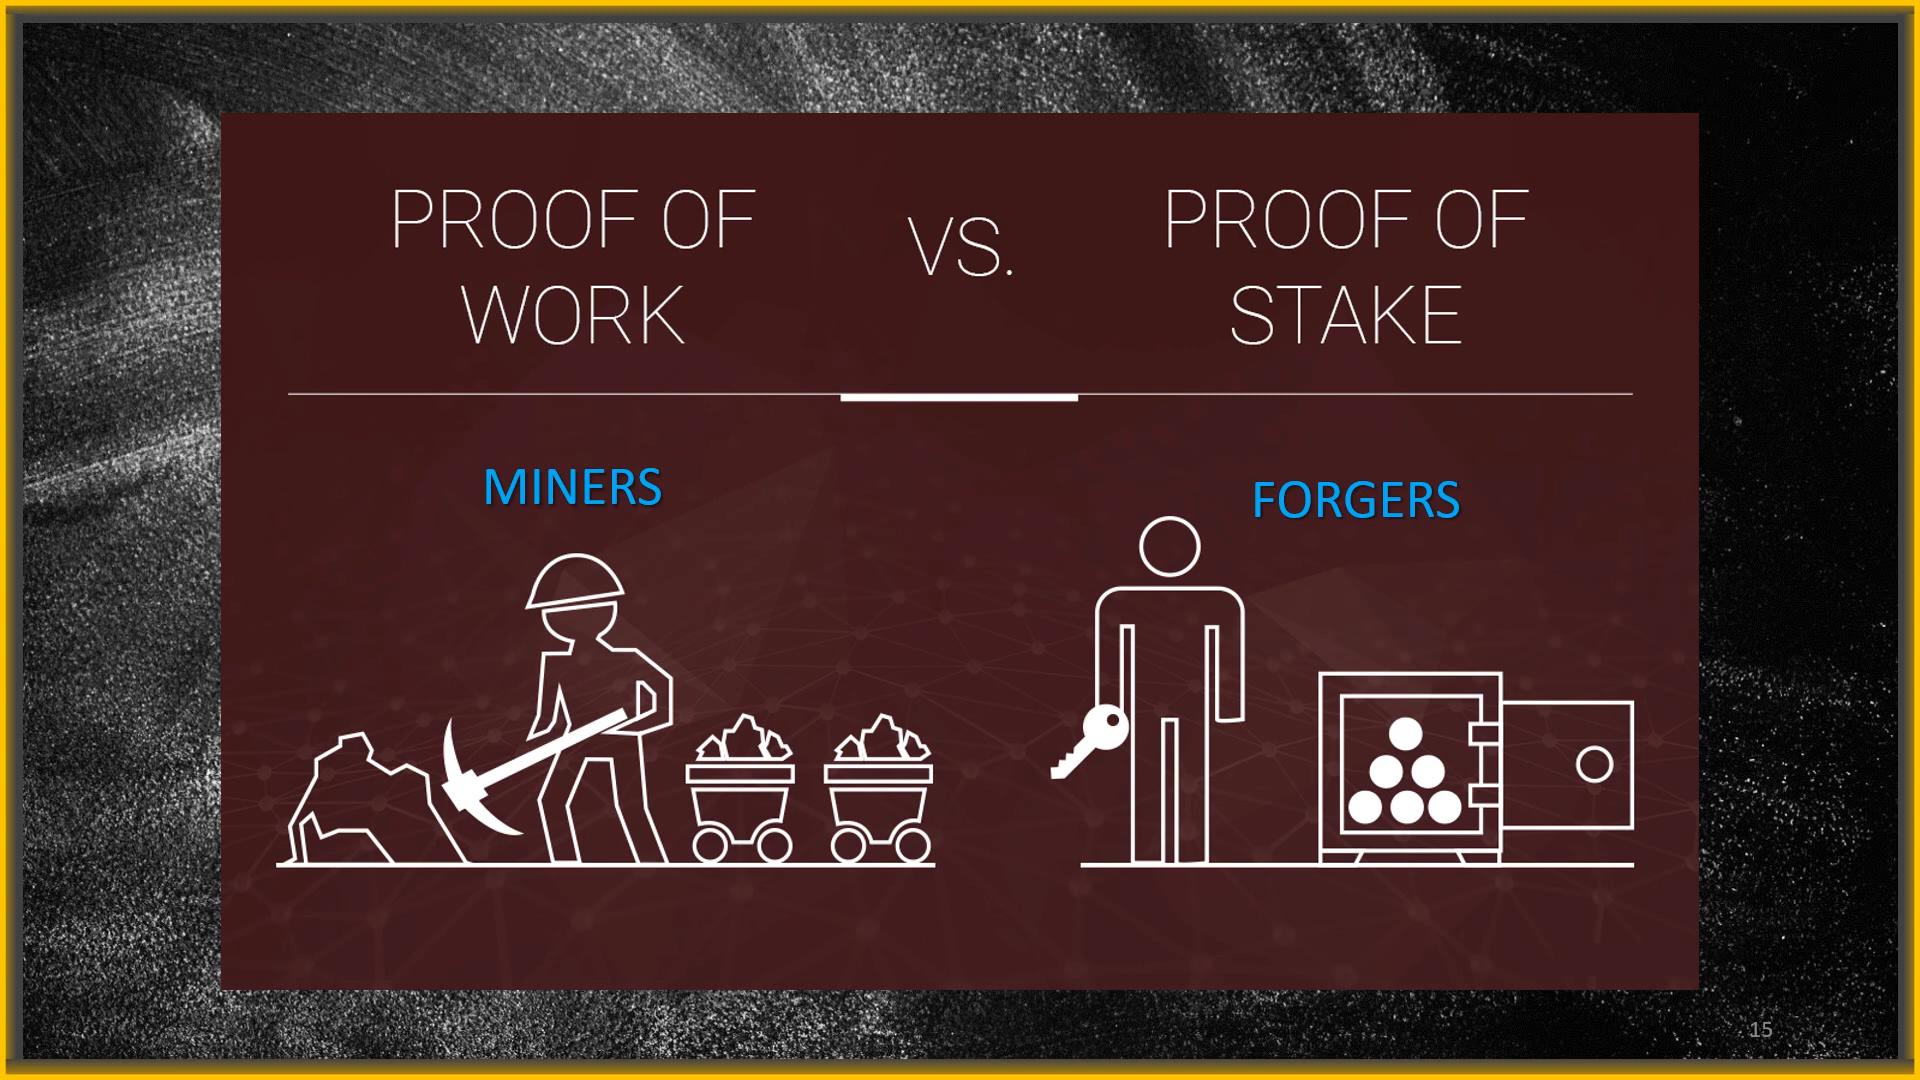 PROOF OF
WORK
VS.
PROOF OF
STAKE
MINERS
FORGERS
15